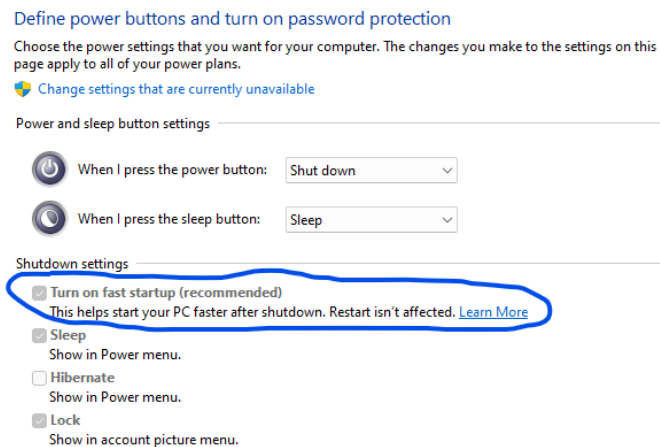 Define power buttons and turn on password protection
Choose the power settings that you want for your computer. The changes you make to the settings on this
page apply to all of your power plans.
Change settings that are currently unavailable
Power and sleep button settings
When I press the power button: Shut down
When I press the sleep button: Sleep
Shutdown settings
Turn on fast startup (recommended)
This helps start your PC faster after shutdown. Restart isn't affected. Learn More
Sleep
Show in Power menu.
Hibernate
Show in Power menu.
Lock
Show in account picture menu.